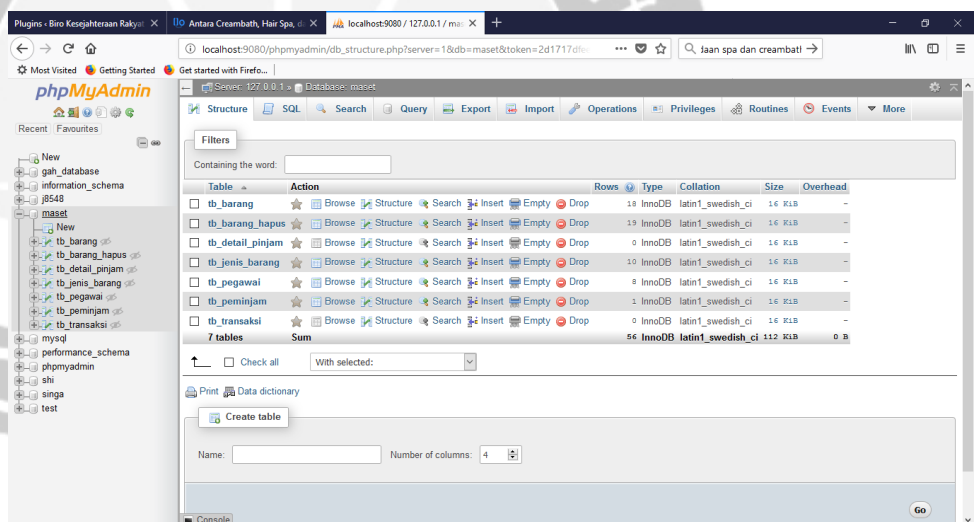 Plugins ‹ Biro Kesejahteraan Rakyat
Antara Creambath, Hair Spa, d
localhost:9080 / 127.0.0.1 / mas
localhost:9080/phpmyadmin/db_structure.php?server=1&db=maset&token=2d1717dfe
daan spa dan creambatl
Most Visited Getting Started Get started with Firefo...
phpMyAdmin
Recent Favourites
New
gah_database
information_schema
j8548
maset
New
tb_barang
tb_barang_hapus
tb_detail_pinjam
tb_jenis_barang
tb_pegawai
tb_peminjam
tb_transaksi
mysql
performance_schema
phpmyadmin
shi
singa
test
Server: 127.0.0.1 » Database: maset
Structure SQL Search Query Export Import Operations Privileges Routines Events More
Filters
Containing the word:
Table Action Rows Type Collation Size Overhead
tb_barang Browse Structure Search Insert Empty Drop 18 InnoDB latin1_swedish_ci 16 KiB -
tb_barang_hapus Browse Structure Search Insert Empty Drop 19 InnoDB latin1_swedish_ci 16 KiB -
tb_detail_pinjam Browse Structure Search Insert Empty Drop 0 InnoDB latin1_swedish_ci 16 KiB -
tb_jenis_barang Browse Structure Search Insert Empty Drop 10 InnoDB latin1_swedish_ci 16 KiB -
tb_pegawai Browse Structure Search Insert Empty Drop 8 InnoDB latin1_swedish_ci 16 KiB -
tb_peminjam Browse Structure Search Insert Empty Drop 1 InnoDB latin1_swedish_ci 16 KiB -
tb_transaksi Browse Structure Search Insert Empty Drop 0 InnoDB latin1_swedish_ci 16 KiB -
7 tables Sum 56 InnoDB latin1_swedish_ci 112 KiB 0 B
Check all With selected:
Print Data dictionary
Create table
Name: Number of columns: 4
Go
Console